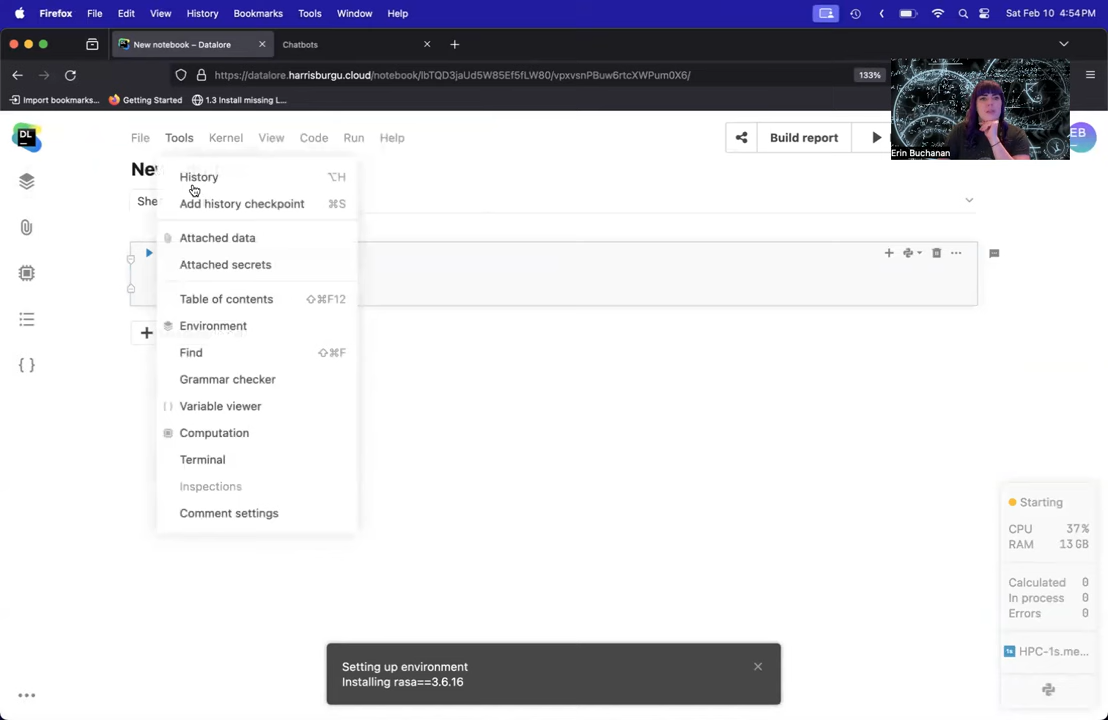 Firefox File Edit View History Bookmarks Tools Window Help Sat Feb 10 4:54 PM
DL New notebook – Datalore Chatbots
https://datalore.harrisburgu.cloud/notebook/lbTQD3jaUd5W85Ef5fLW80/vpxvsnPBuw6rtcXWPum0X6/ 133%
Import bookmarks... Getting Started 1.3 Install missing L...
Erin Buchanan
DL File Tools Kernel View Code Run Help Build report EB
New
She
History ⌥H
Add history checkpoint ⌘S
Attached data
Attached secrets
Table of contents ⇧⌘F12
Environment
Find ⇧⌘F
Grammar checker
Variable viewer
Computation
Terminal
Inspections
Comment settings
Starting
CPU 37%
RAM 13 GB
Calculated 0
In process 0
Errors 0
1s HPC-1s.me...
Setting up environment
Installing rasa==3.6.16